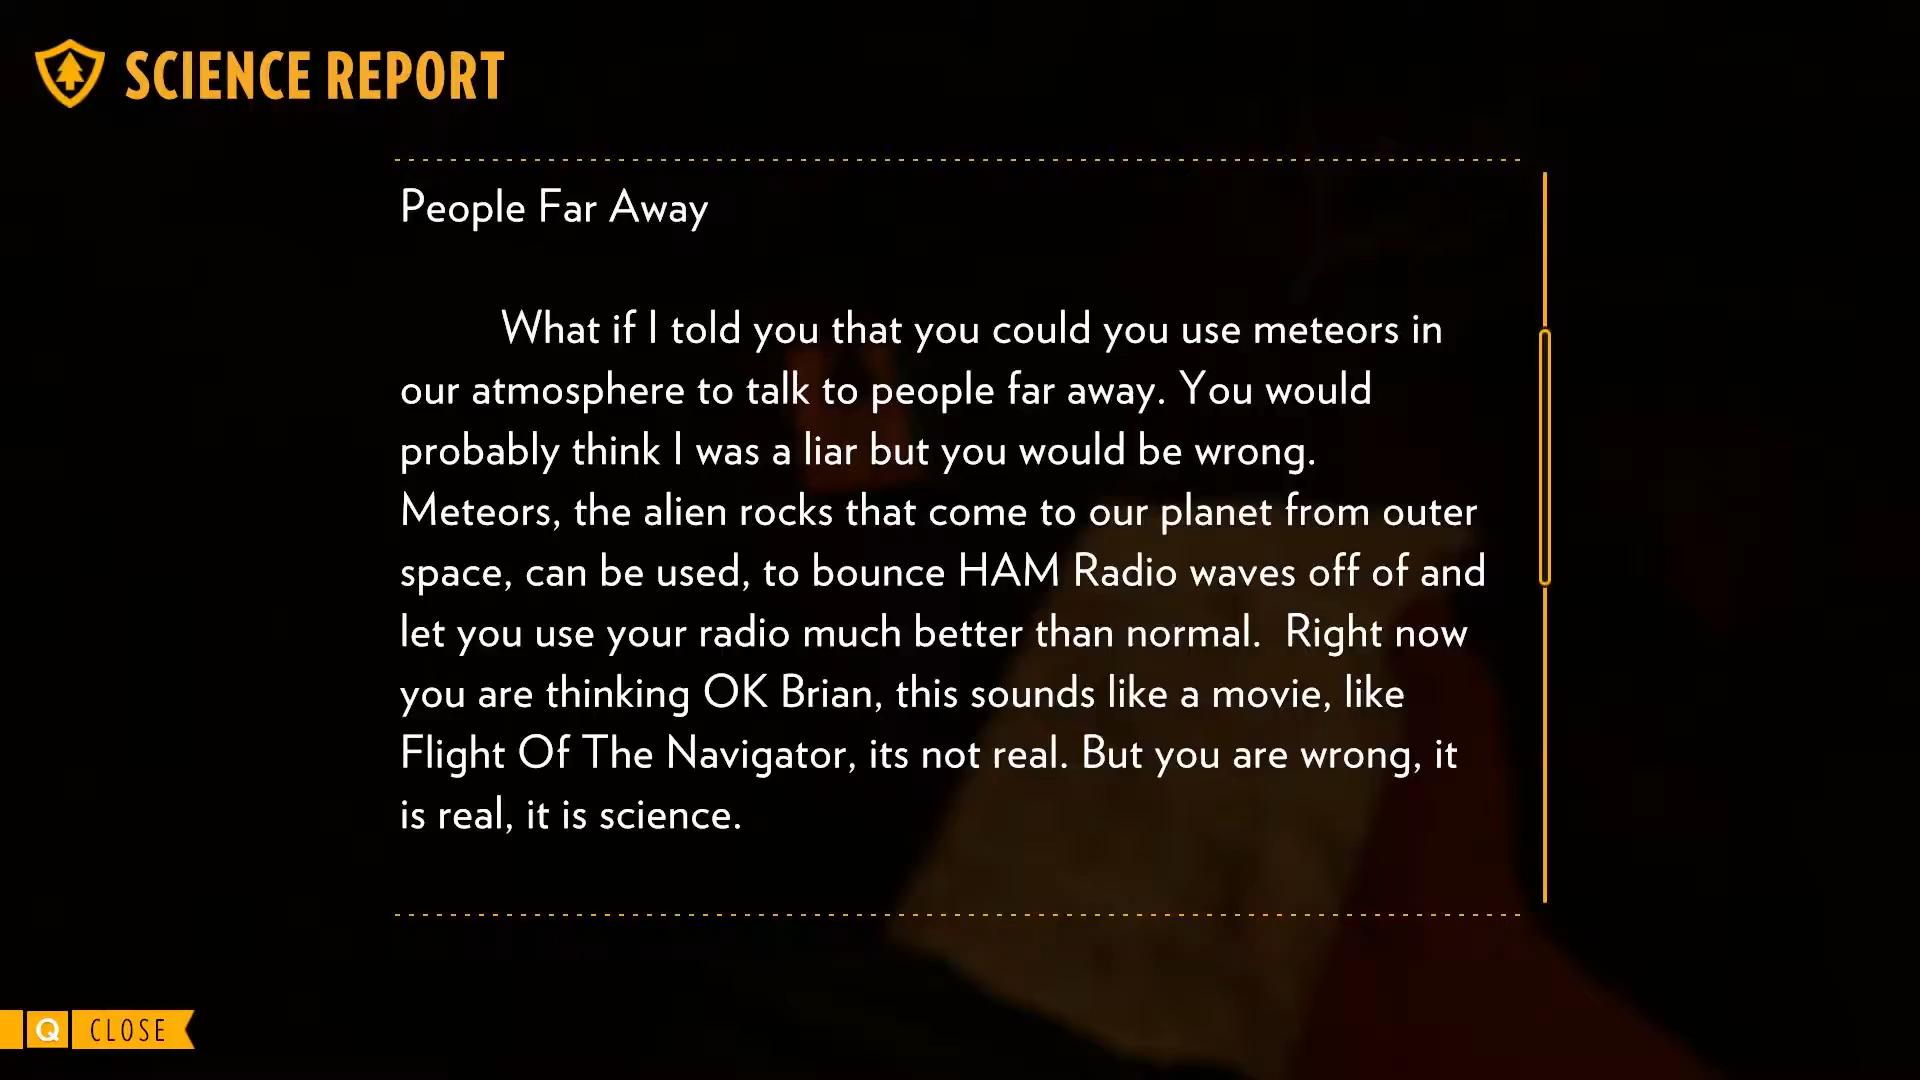 SCIENCE REPORT
People Far Away
What if I told you that you could you use meteors in
our atmosphere to talk to people far away. You would
probably think I was a liar but you would be wrong.
Meteors, the alien rocks that come to our planet from outer
space, can be used, to bounce HAM Radio waves off of and
let you use your radio much better than normal.  Right now
you are thinking OK Brian, this sounds like a movie, like
Flight Of The Navigator, its not real. But you are wrong, it
is real, it is science.
Q CLOSE